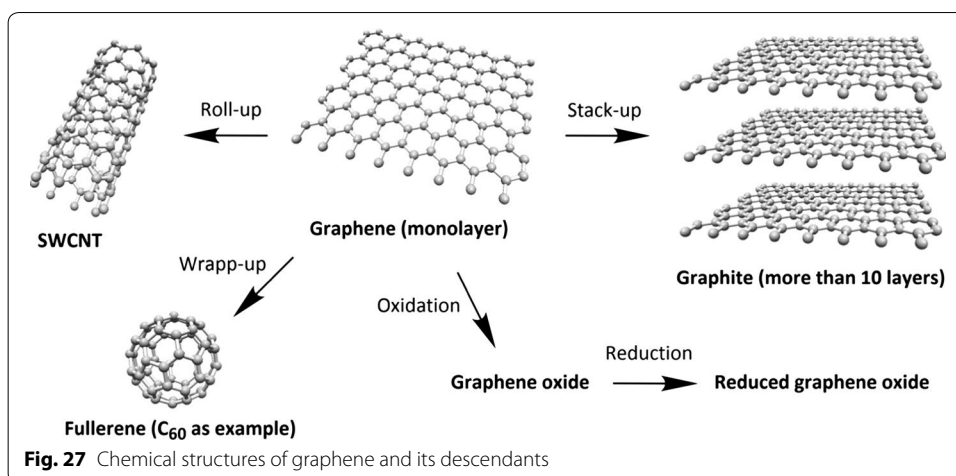 Roll-up
Stack-up
SWCNT
Graphene (monolayer)
Graphite (more than 10 layers)
Wrapp-up
Oxidation
Reduction
Graphene oxide
Reduced graphene oxide
Fullerene (C60 as example)
Fig. 27 Chemical structures of graphene and its descendants